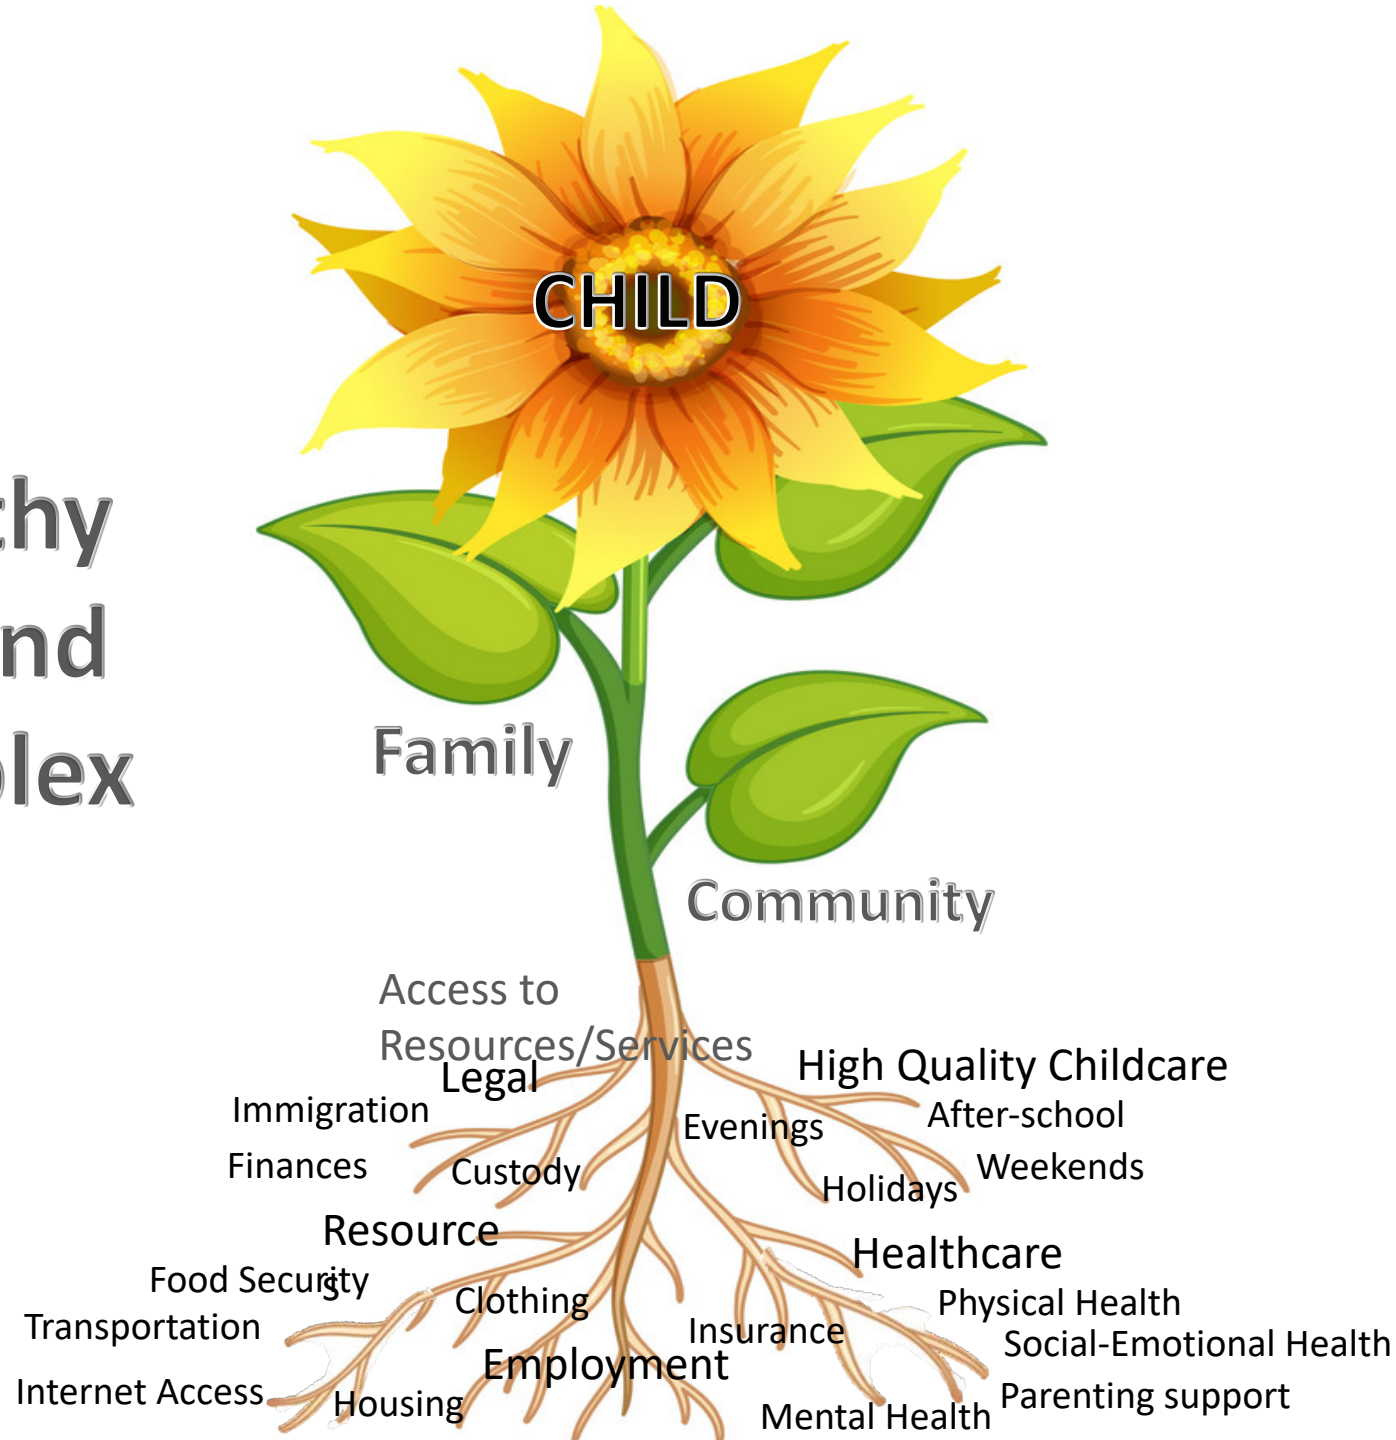 CHILD
thy
nd
plex
Family
Community
Access to
Resources/Services
Legal
High Quality Childcare
Immigration
Evenings
After-school
Finances
Custody
Weekends
Holidays
Resource
s
Healthcare
Food Security
Clothing
Physical Health
Transportation
Insurance
Social-Emotional Health
Employment
Internet Access
Housing
Parenting support
Mental Health